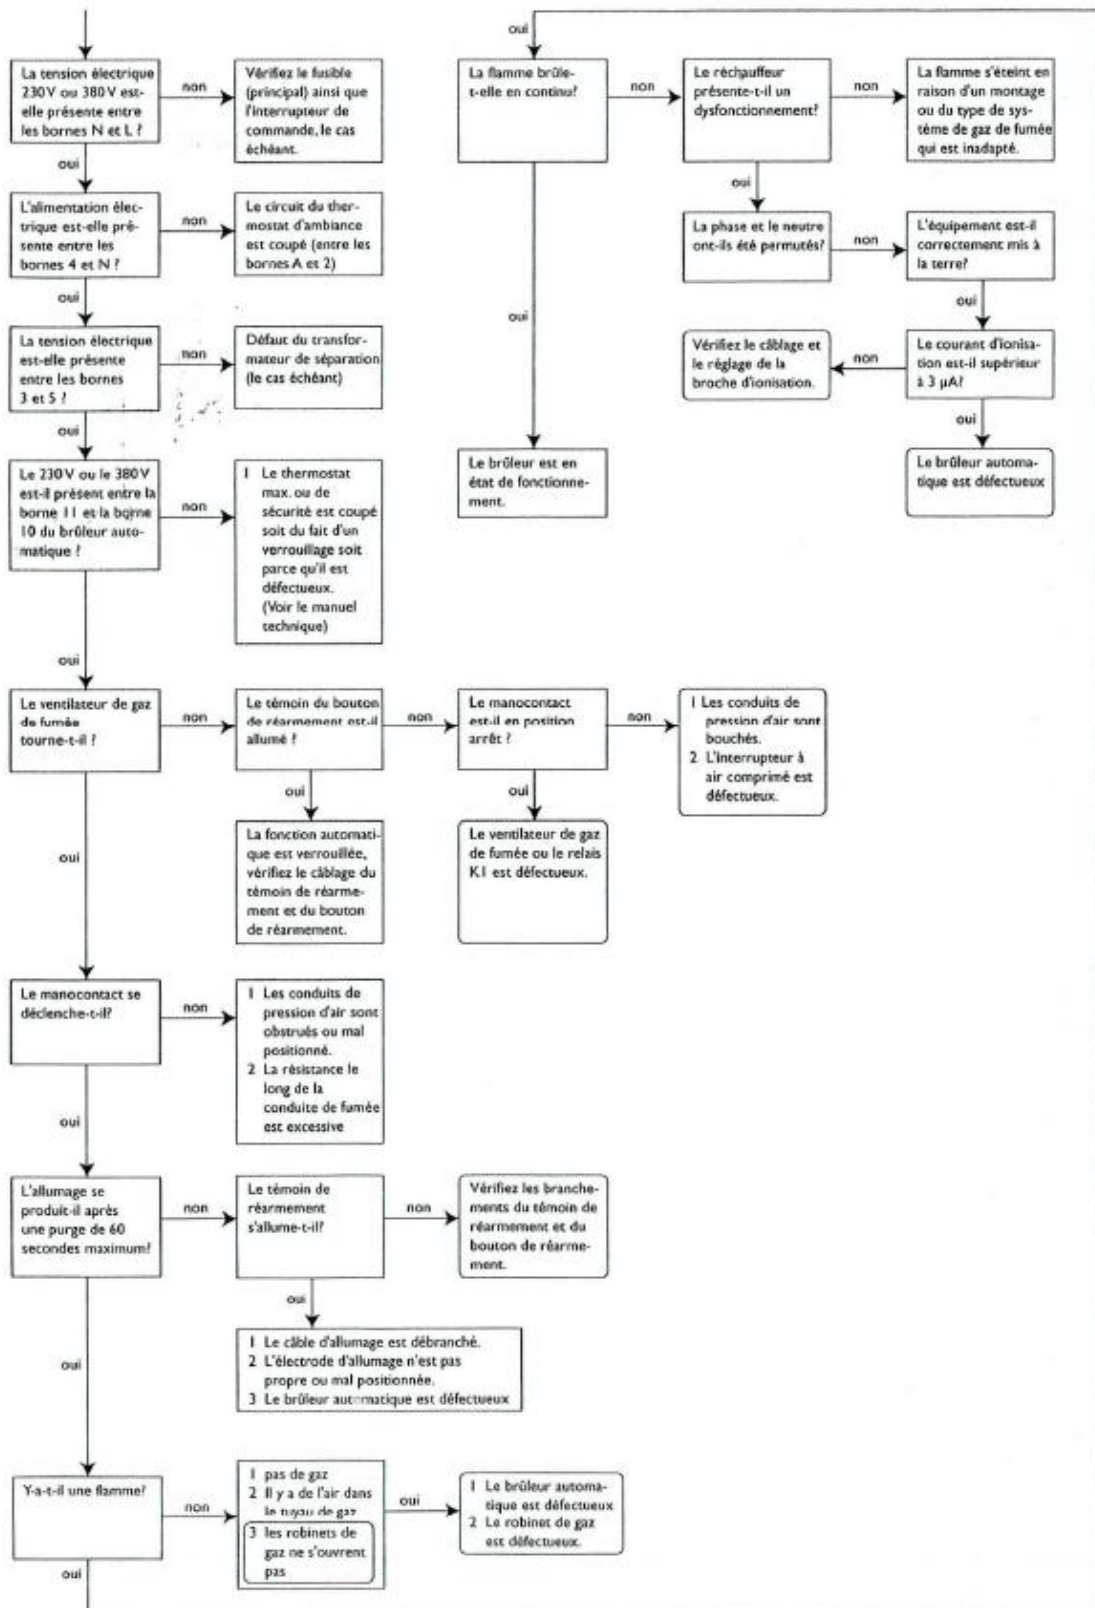 La tension électrique
230 V ou 380 V est-
elle présente entre
les bornes N et L ?
non
Vérifiez le fusible
(principal) ainsi que
l'interrupteur de
commande, le cas
échéant.
oui
L'alimentation élec-
trique est-elle pré-
sente entre les
bornes 4 et N ?
non
Le circuit du ther-
mostat d'ambiance
est coupé (entre les
bornes A et 2)
oui
La tension électrique
est-elle présente
entre les bornes
3 et 5 ?
non
Défaut du transfor-
mateur de séparation
(le cas échéant)
oui
Le 230 V ou le 380 V
est-il présent entre la
borne 11 et la borne
10 du brûleur auto-
matique ?
non
1 Le thermostat
max. ou de
sécurité est coupé
soit du fait d'un
verrouillage soit
parce qu'il est
défectueux.
(Voir le manuel
technique)
oui
Le ventilateur de gaz
de fumée
tourne-t-il ?
non
Le témoin du bouton
de réarmement est-il
allumé ?
non
Le manocontact
est-il en position
arrêt ?
non
1 Les conduits de
pression d'air sont
bouchés.
2 L'interrupteur à
air comprimé est
défectueux.
oui
La fonction automati-
que est verrouillée,
vérifiez le câblage du
témoin de réarme-
ment et du bouton
de réarmement.
oui
Le ventilateur de gaz
de fumée ou le relais
K1 est défectueux.
oui
Le manocontact se
déclenche-t-il?
non
1 Les conduits de
pression d'air sont
obstrués ou mal
positionné.
2 La résistance le
long de la
conduite de fumée
est excessive
oui
L'allumage se
produit-il après
une purge de 60
secondes maximum?
non
Le témoin de
réarmement
s'allume-t-il?
non
Vérifiez les branche-
ments du témoin de
réarmement et du
bouton de réarme-
ment.
oui
1 Le câble d'allumage est débranché.
2 L'électrode d'allumage n'est pas
propre ou mal positionnée.
3 Le brûleur automatique est défectueux
oui
Y-a-t-il une flamme?
non
1 pas de gaz
2 Il y a de l'air dans
le tuyau de gaz
3 les robinets de
gaz ne s'ouvrent
pas
oui
1 Le brûleur automa-
tique est défectueux
2 Le robinet de gaz
est défectueux.
oui
oui
La flamme brûle-
t-elle en continu?
non
Le réchauffeur
présente-t-il un
dysfonctionnement?
non
La flamme s'éteint en
raison d'un montage
ou du type de sys-
tème de gaz de fumée
qui est inadapté.
oui
La phase et le neutre
ont-ils été permutés?
non
L'équipement est-il
correctement mis à
la terre?
oui
Le courant d'ionisa-
tion est-il supérieur
à 3 µA?
non
Vérifiez le câblage et
le réglage de la
broche d'ionisation.
oui
Le brûleur automa-
tique est défectueux
oui
Le brûleur est en
état de fonctionne-
ment.